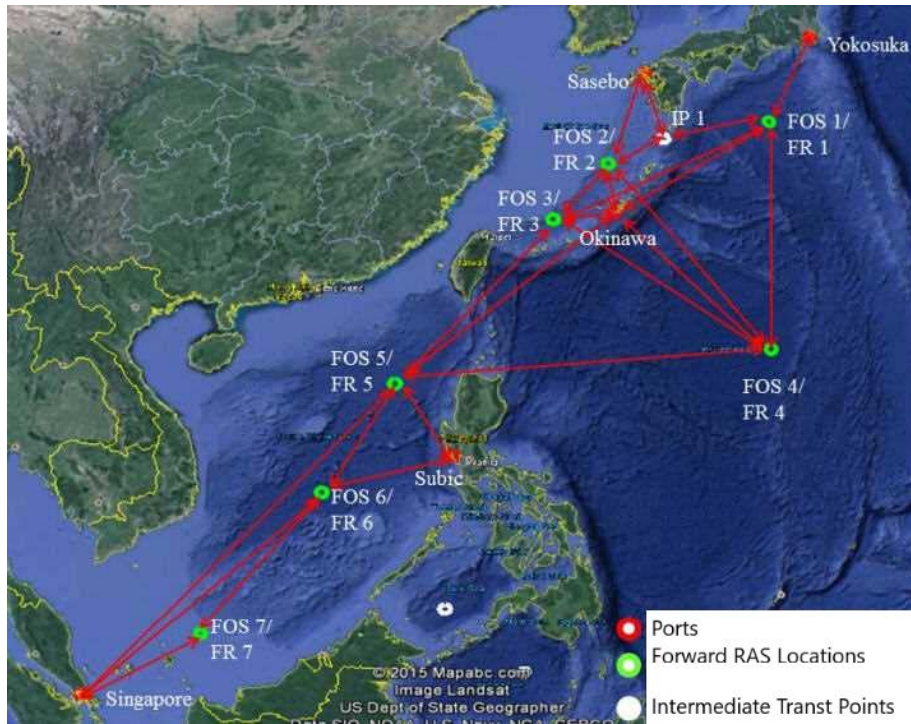 Yokosuka
Sasebo
IP 1
FOS 1/
FR 1
FOS 2/
FR 2
FOS 3/
FR 3
Okinawa
Taiwan
FOS 5/
FR 5
FOS 4/
FR 4
Subic
FOS 6/
FR 6
FOS 7/
FR 7
Singapore
Ports
Forward RAS Locations
Intermediate Transt Points
© 2015 Mapabc.com
Image Landsat
US Dept of State Geographer